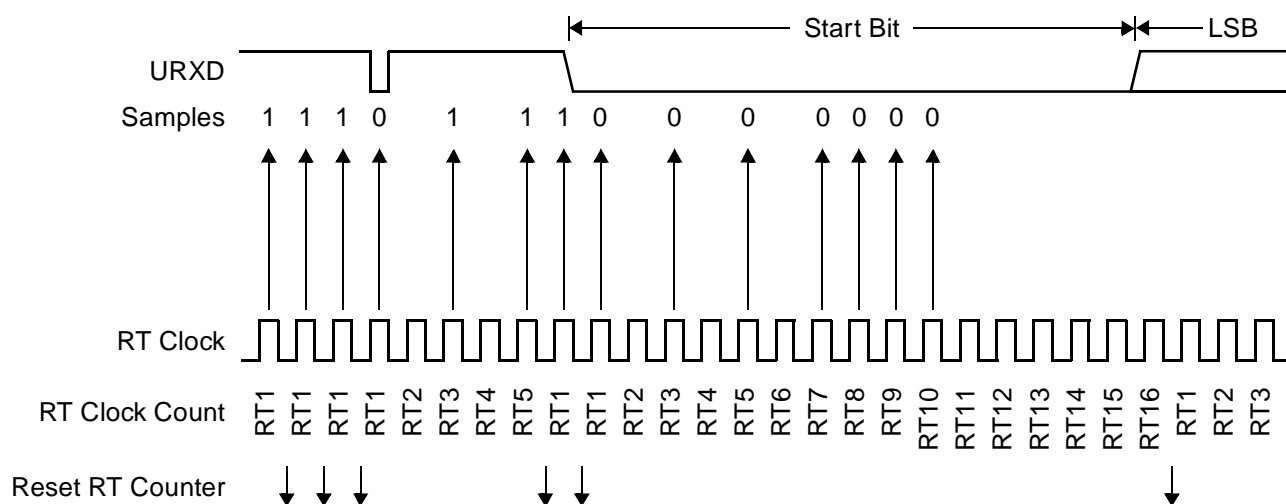 Start Bit LSB
URXD
Samples 1 1 1 0 1 1 1 0 0 0 0 0 0 0
RT Clock
RT Clock Count RT1 RT1 RT1 RT1 RT2 RT3 RT4 RT5 RT1 RT1 RT2 RT3 RT4 RT5 RT6 RT7 RT8 RT9 RT10 RT11 RT12 RT13 RT14 RT15 RT16 RT1 RT2 RT3
Reset RT Counter